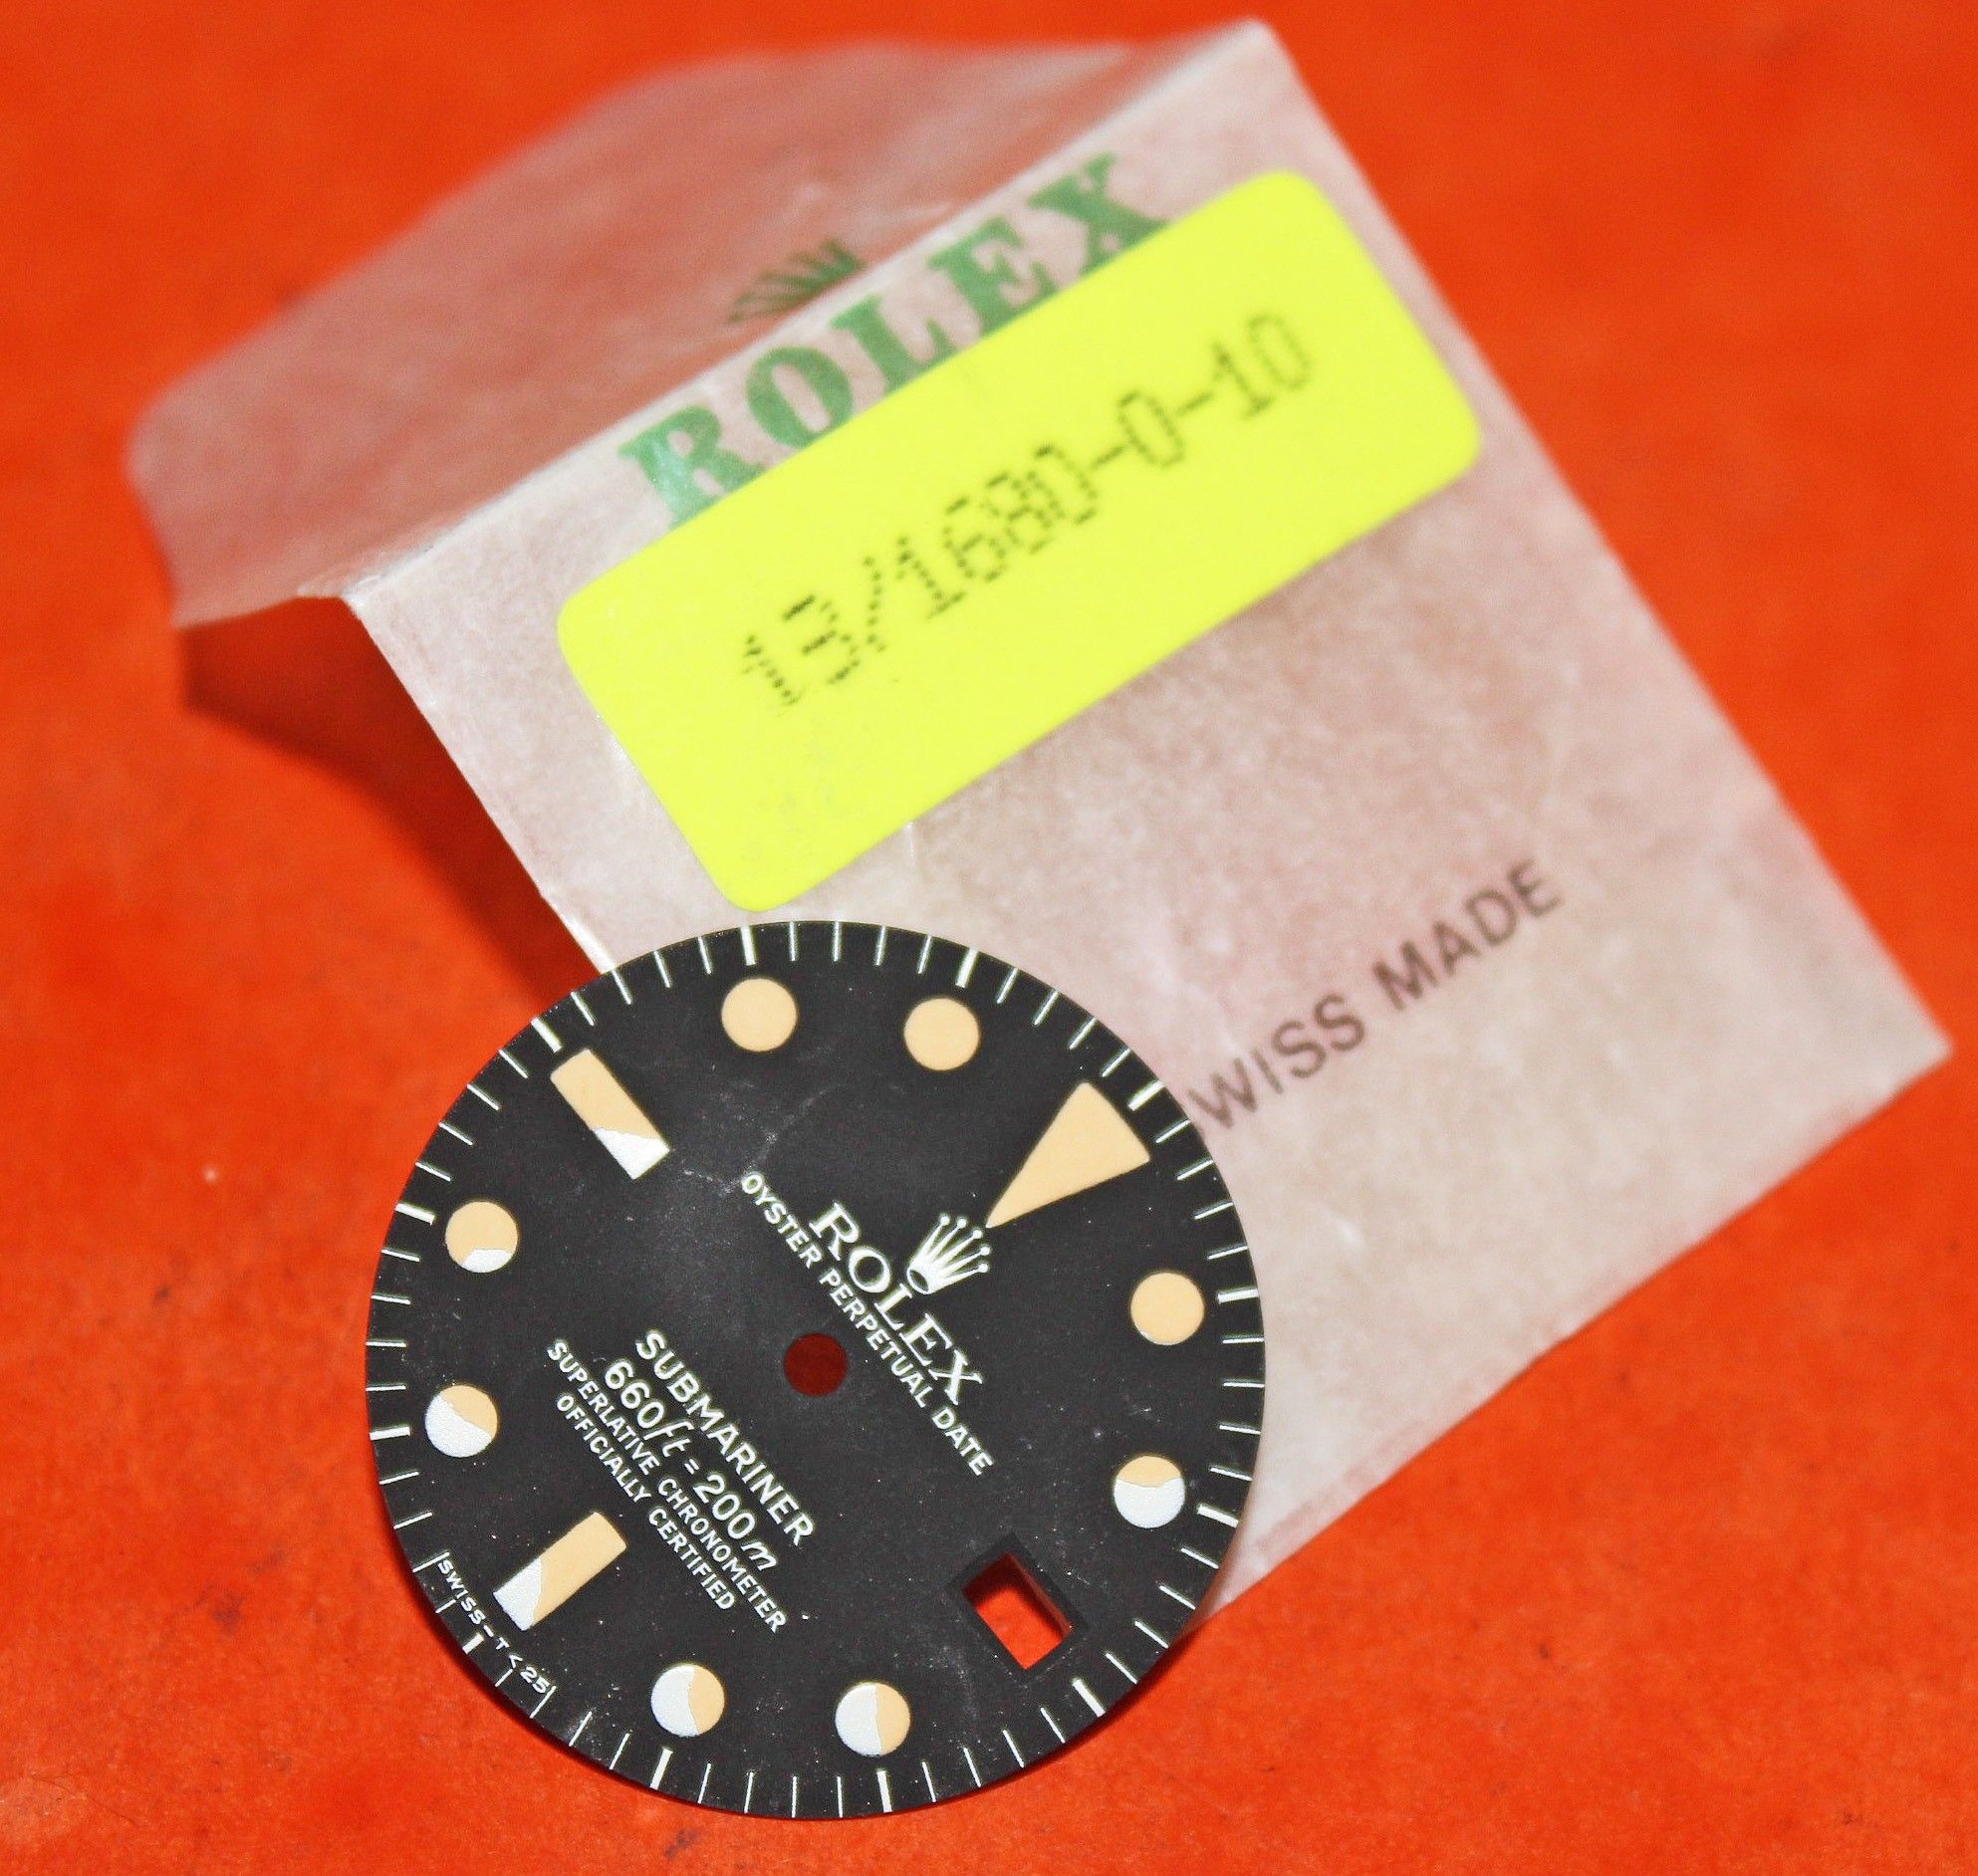 ROLEX
13/1680-0-10
SWISS MADE
ROLEX
OYSTER PERPETUAL DATE
SUBMARINER
660ft = 200m
SUPERLATIVE CHRONOMETER
OFFICIALLY CERTIFIED
SWISS-T<25